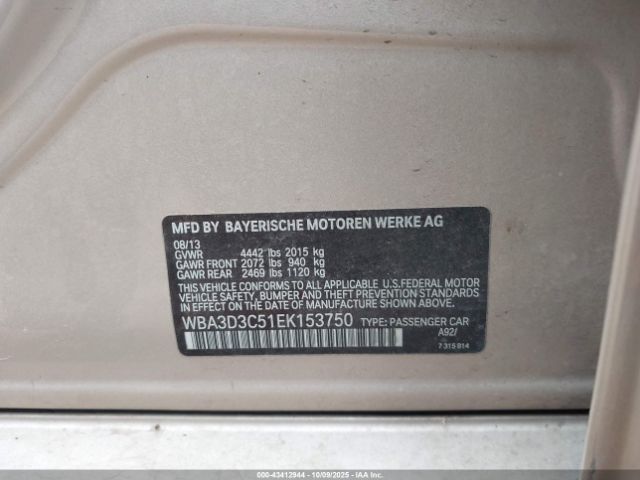 MFD BY BAYERISCHE MOTOREN WERKE AG
08/13
GVWR 4442 lbs 2015 kg
GAWR FRONT 2072 lbs 940 kg
GAWR REAR 2469 lbs 1120 kg
THIS VEHICLE CONFORMS TO ALL APPLICABLE U.S.FEDERAL MOTOR
VEHICLE SAFETY, BUMPER, AND THEFT PREVENTION STANDARDS
IN EFFECT ON THE DATE OF MANUFACTURE SHOWN ABOVE.
WBA3D3C51EK153750 TYPE: PASSENGER CAR
A92/
7 315 814
000-43412944 | 10/09/2025 | IAA Inc.